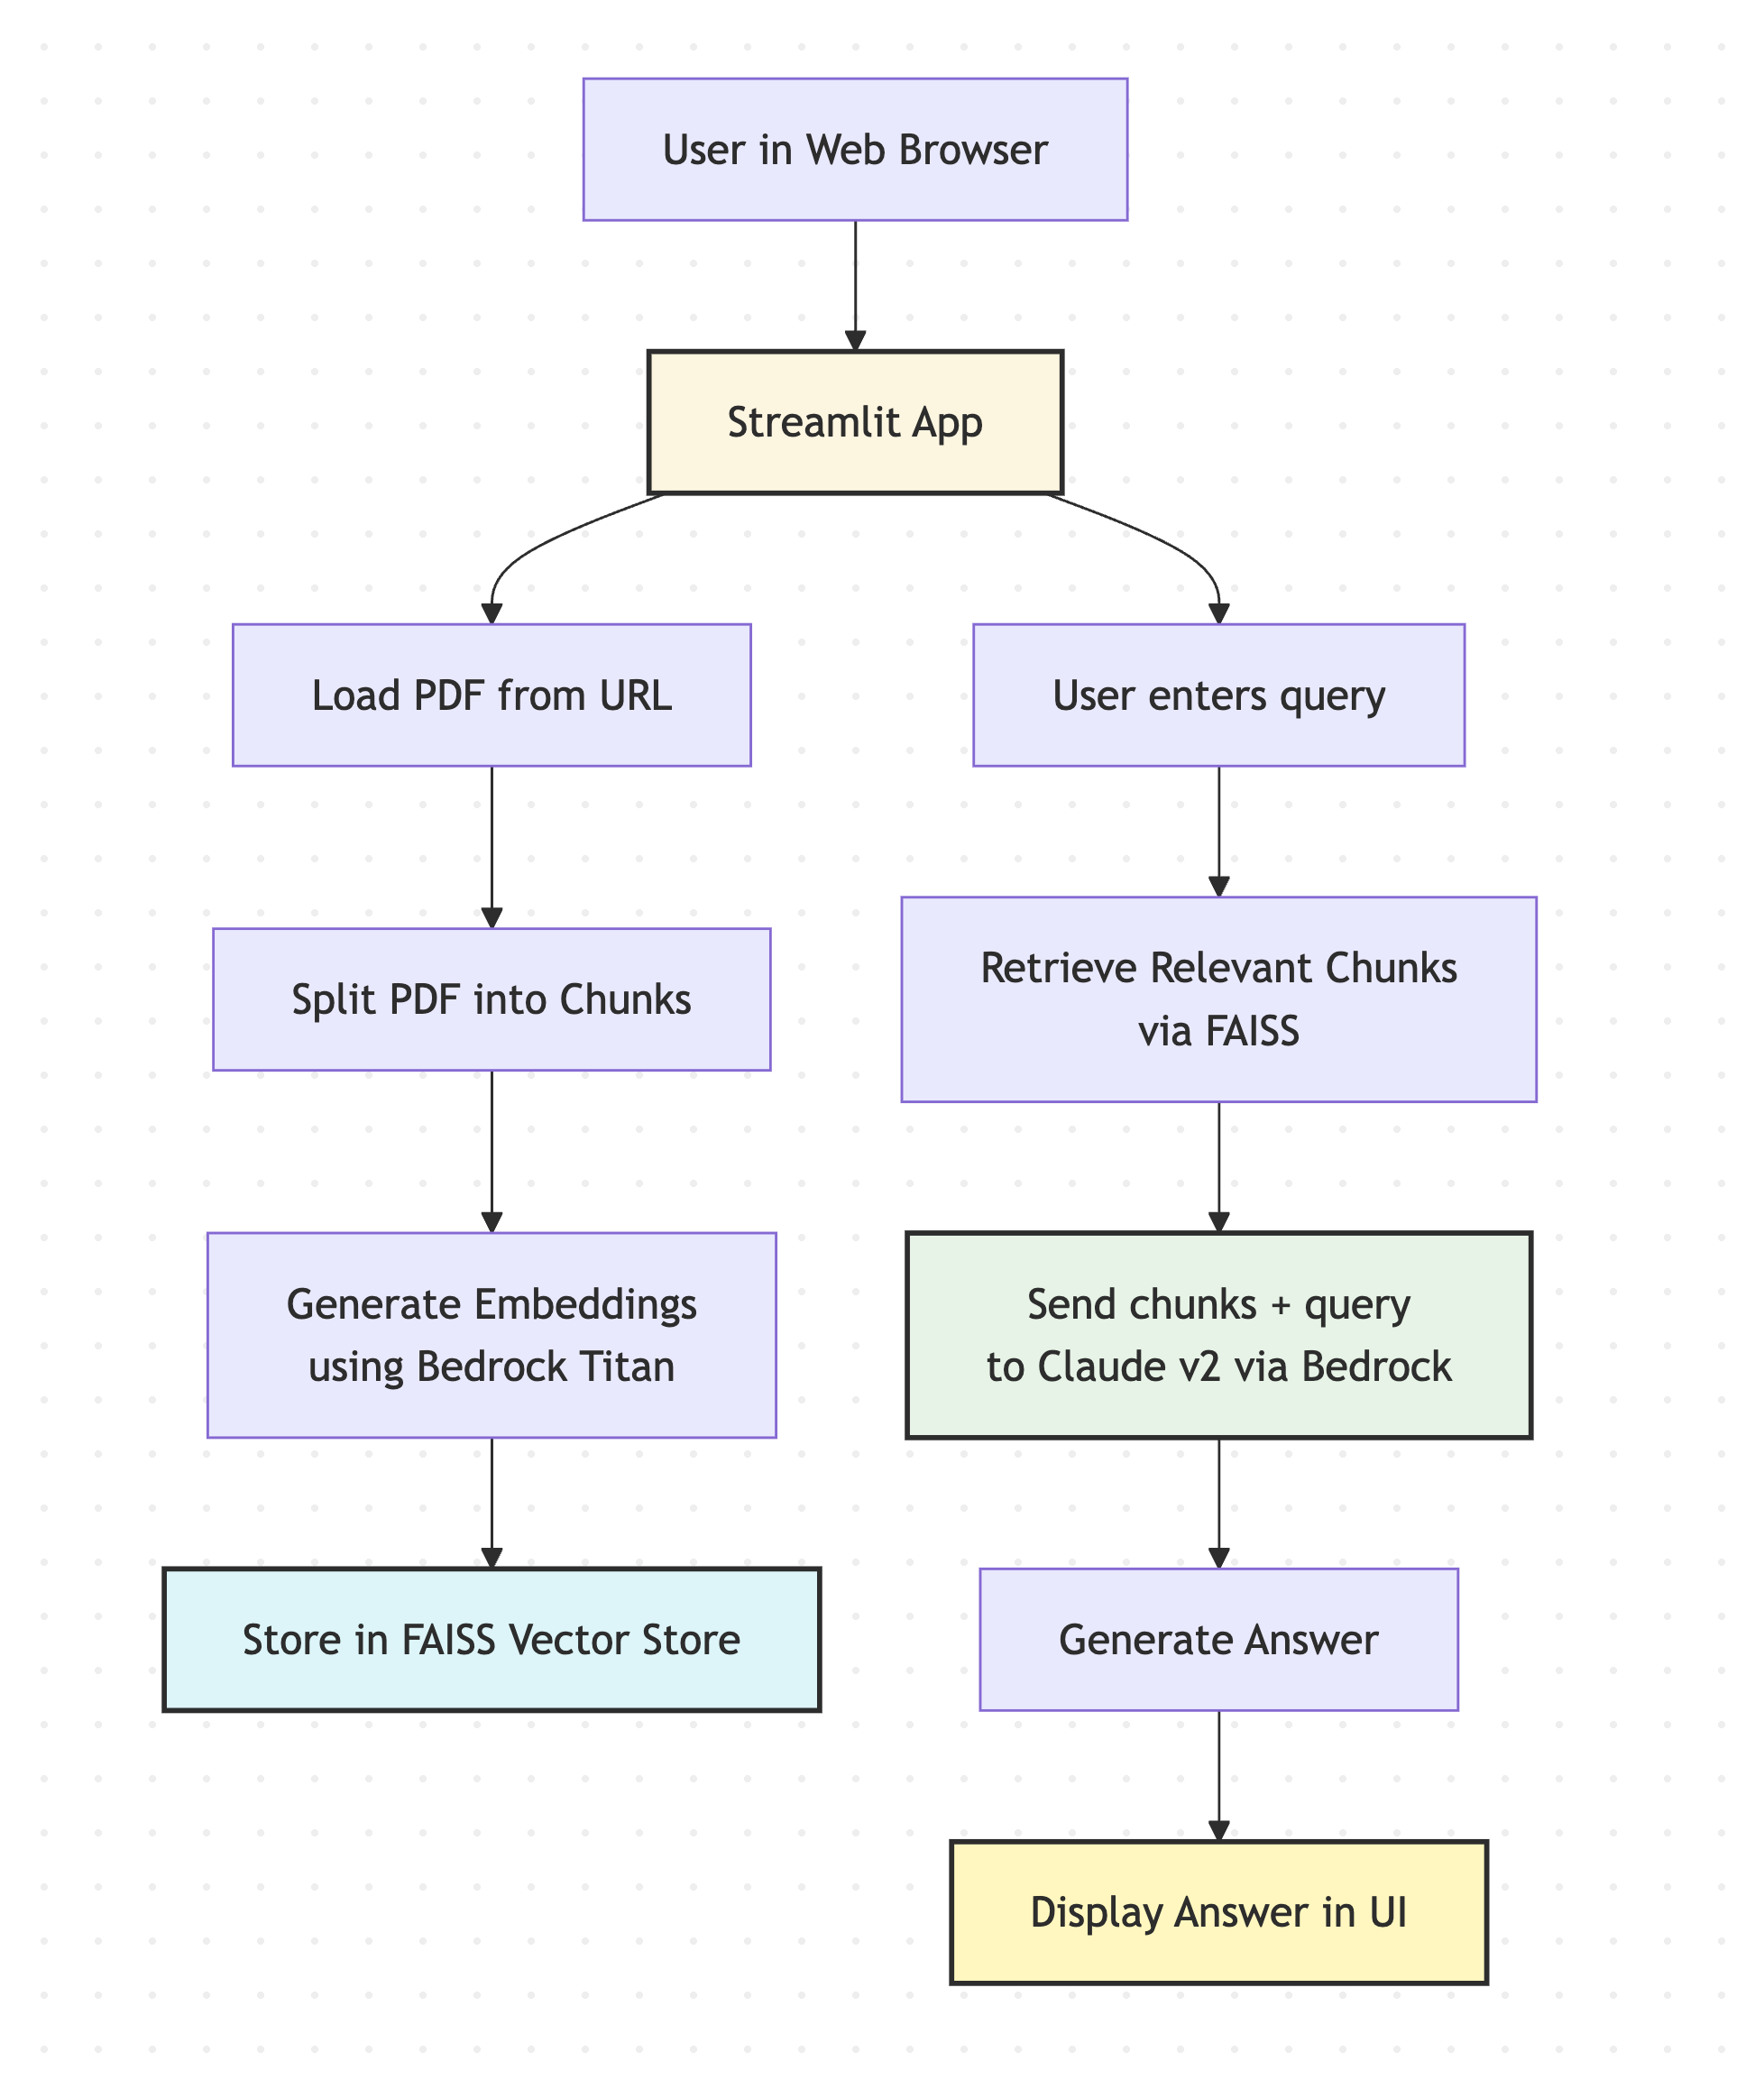 User in Web Browser
Streamlit App
Load PDF from URL
User enters query
Split PDF into Chunks
Retrieve Relevant Chunks
via FAISS
Generate Embeddings
using Bedrock Titan
Send chunks + query
to Claude v2 via Bedrock
Store in FAISS Vector Store
Generate Answer
Display Answer in UI